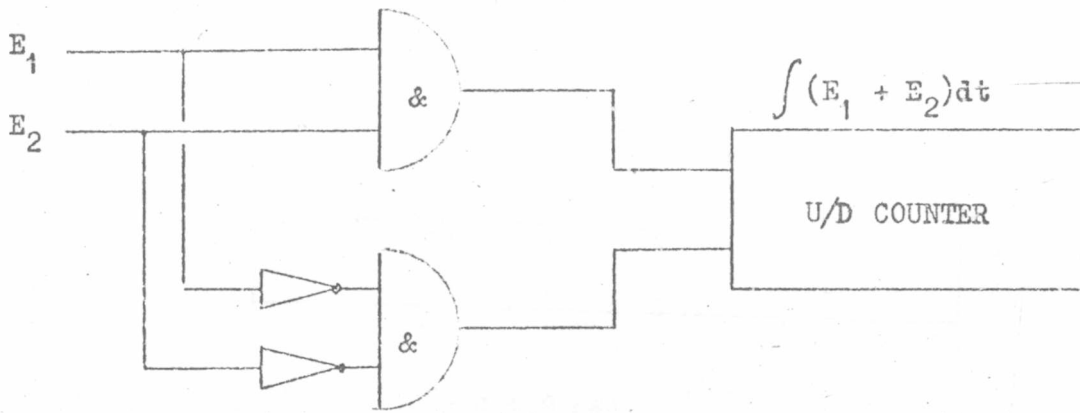 E1
&
∫(E1 + E2)dt
E2
U/D COUNTER
&